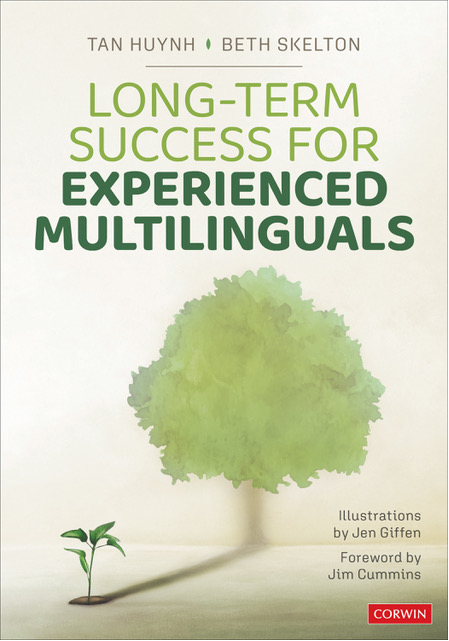 TAN HUYNH BETH SKELTON
LONG-TERM
SUCCESS FOR
EXPERIENCED
MULTILINGUALS
Illustrations
by Jen Giffen
Foreword by
Jim Cummins
CORWIN